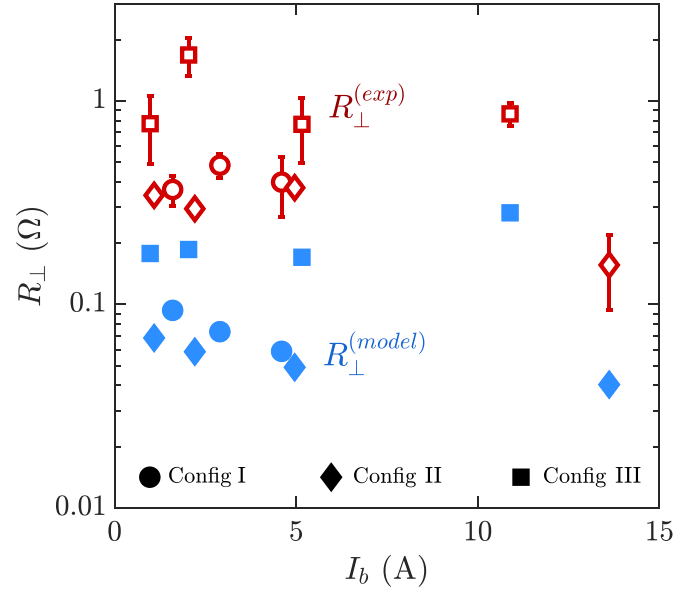 1
0.1
0.01
0
5
10
15
R⊥ (Ω)
I_b (A)
R⊥^(exp)
R⊥^(model)
Config I
Config II
Config III